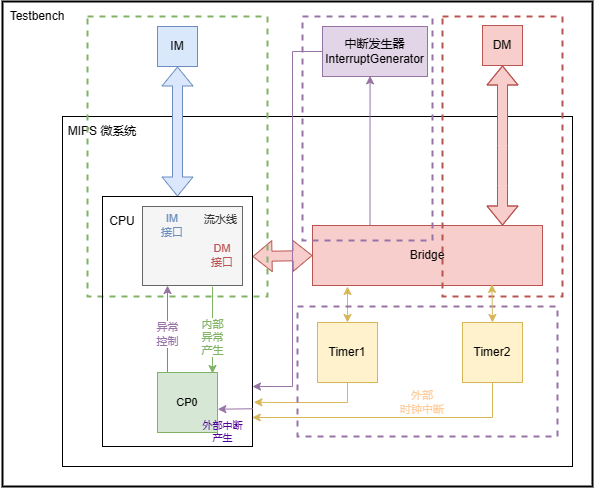 Testbench
IM
中断发生器
InterruptGenerator
DM
MIPS 微系统
CPU
IM
接口
流水线
DM
接口
Bridge
异常
控制
内部
异常
产生
Timer1
Timer2
CP0
外部
时钟中断
外部中断
产生